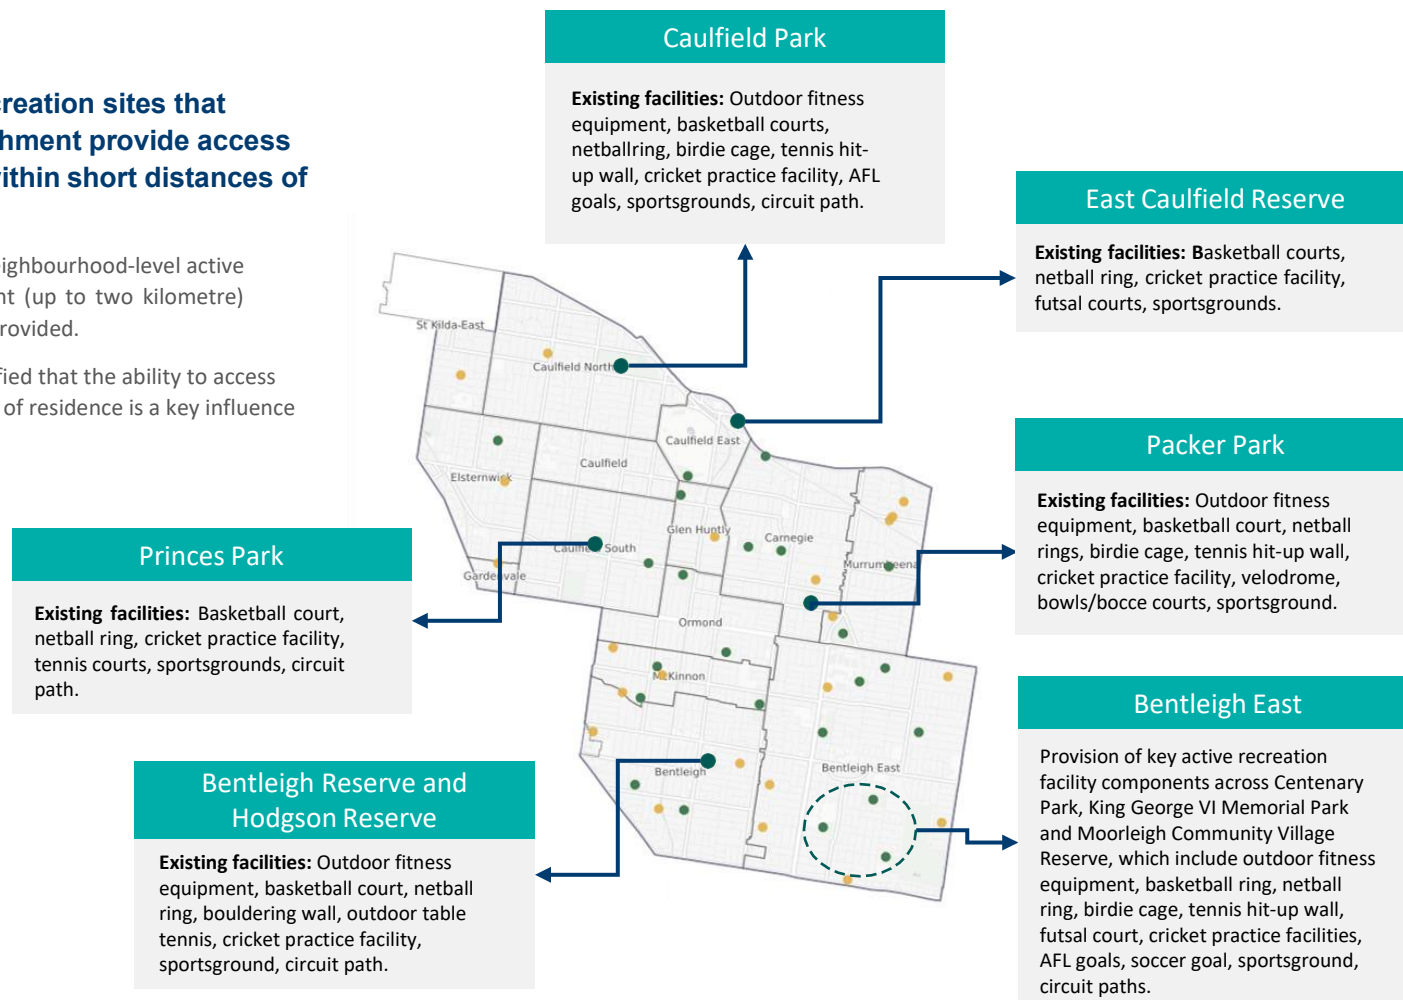 creation sites that
hment provide access
within short distances of
eighbourhood-level active
nt (up to two kilometre)
rovided.
fied that the ability to access
of residence is a key influence
Caulfield Park
Existing facilities: Outdoor fitness
equipment, basketball courts,
netballring, birdie cage, tennis hit-
up wall, cricket practice facility, AFL
goals, sportsgrounds, circuit path.
East Caulfield Reserve
Existing facilities: Basketball courts,
netball ring, cricket practice facility,
futsal courts, sportsgrounds.
Packer Park
Existing facilities: Outdoor fitness
equipment, basketball court, netball
rings, birdie cage, tennis hit-up wall,
cricket practice facility, velodrome,
bowls/bocce courts, sportsground.
Bentleigh East
Provision of key active recreation
facility components across Centenary
Park, King George VI Memorial Park
and Moorleigh Community Village
Reserve, which include outdoor fitness
equipment, basketball ring, netball
ring, birdie cage, tennis hit-up wall,
futsal court, cricket practice facilities,
AFL goals, soccer goal, sportsground,
circuit paths.
Princes Park
Existing facilities: Basketball court,
netball ring, cricket practice facility,
tennis courts, sportsgrounds, circuit
path.
Bentleigh Reserve and
Hodgson Reserve
Existing facilities: Outdoor fitness
equipment, basketball court, netball
ring, bouldering wall, outdoor table
tennis, cricket practice facility,
sportsground, circuit path.
St Kilda-East
Caulfield North
Caulfield East
Caulfield
Elsternwick
Glen Huntly
Carnegie
Caulfield South
Murrumbeena
Gardenvale
Ormond
McKinnon
Bentleigh
Bentleigh East